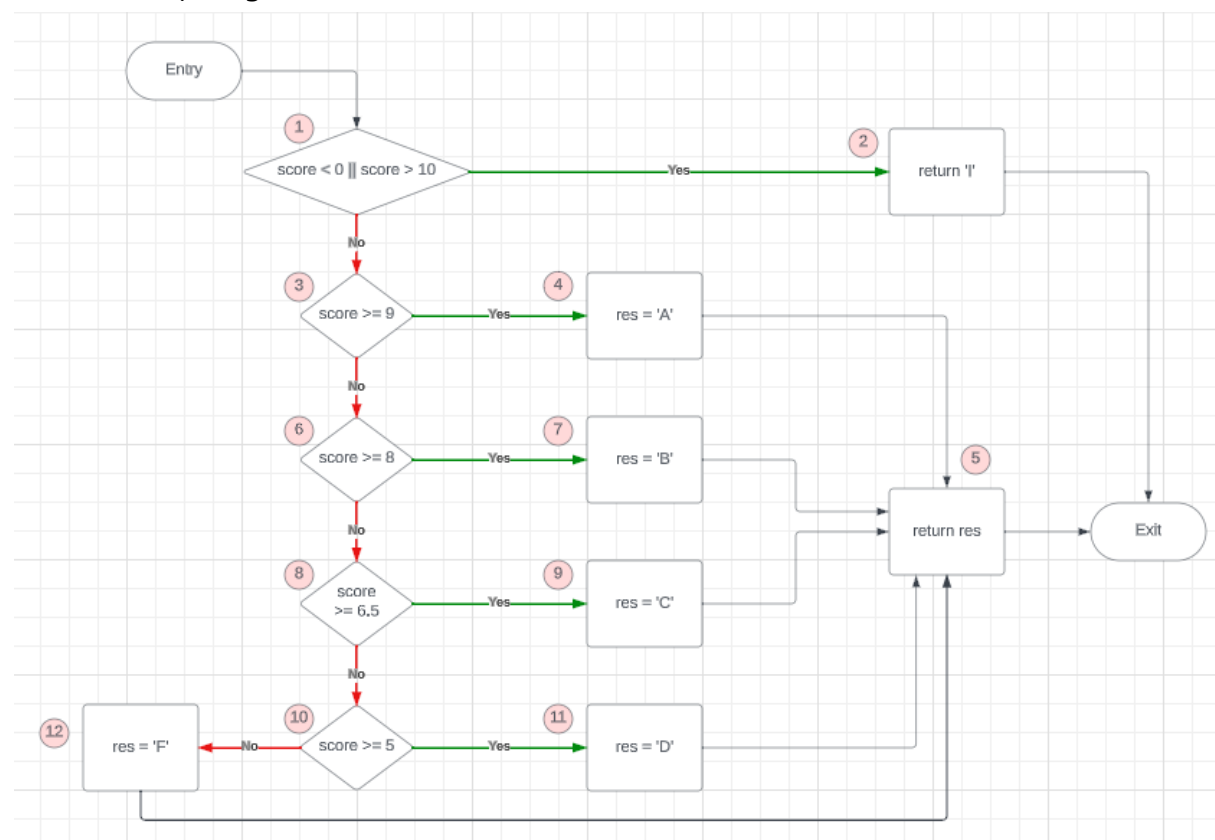 Entry
1
score < 0 || score > 10
Yes
2
return 'I'
No
3
score >= 9
Yes
4
res = 'A'
No
6
score >= 8
Yes
7
res = 'B'
5
return res
Exit
No
8
score
>= 6.5
Yes
9
res = 'C'
No
12
res = 'F'
No
10
score >= 5
Yes
11
res = 'D'